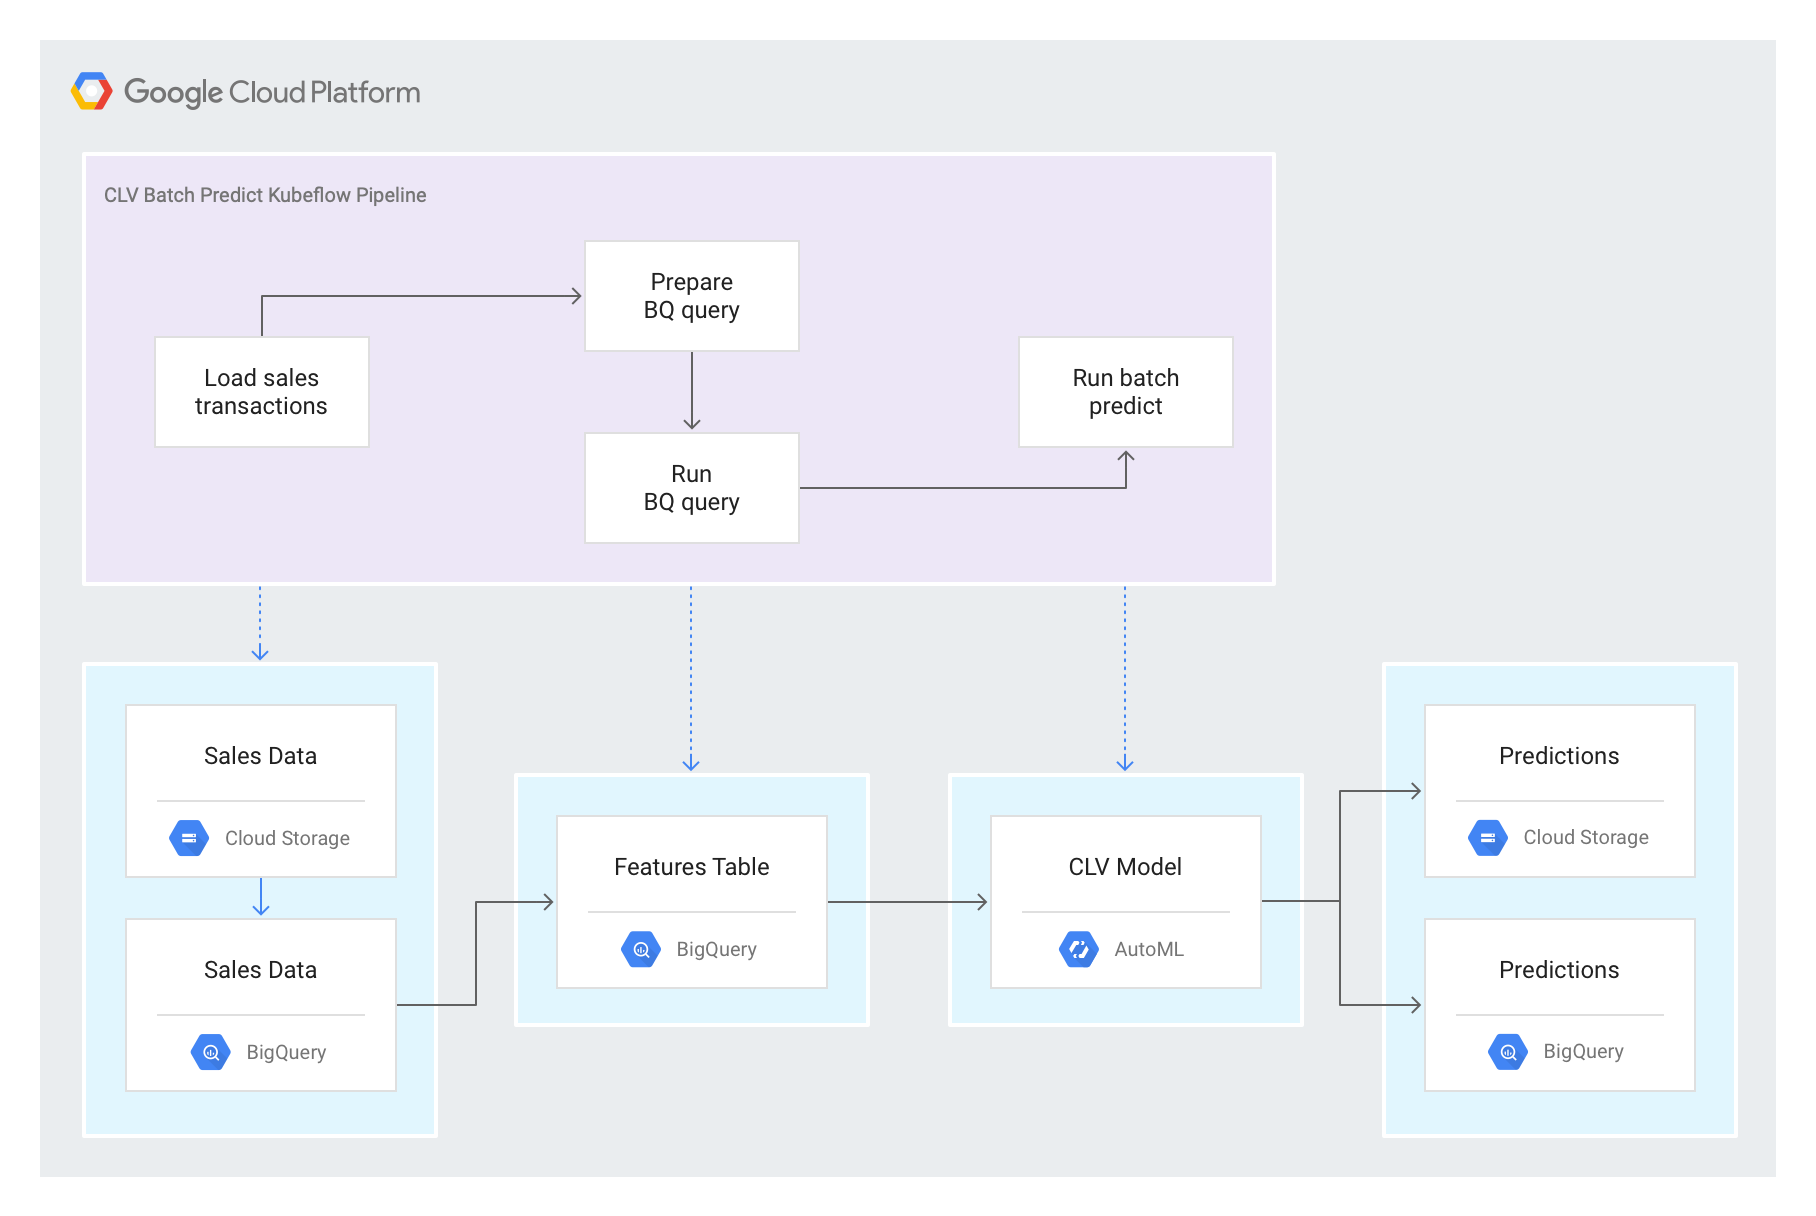 Google Cloud Platform
CLV Batch Predict Kubeflow Pipeline
Load sales
transactions
Prepare
BQ query
Run
BQ query
Run batch
predict
Sales Data
Cloud Storage
Sales Data
BigQuery
Features Table
BigQuery
CLV Model
AutoML
Predictions
Cloud Storage
Predictions
BigQuery